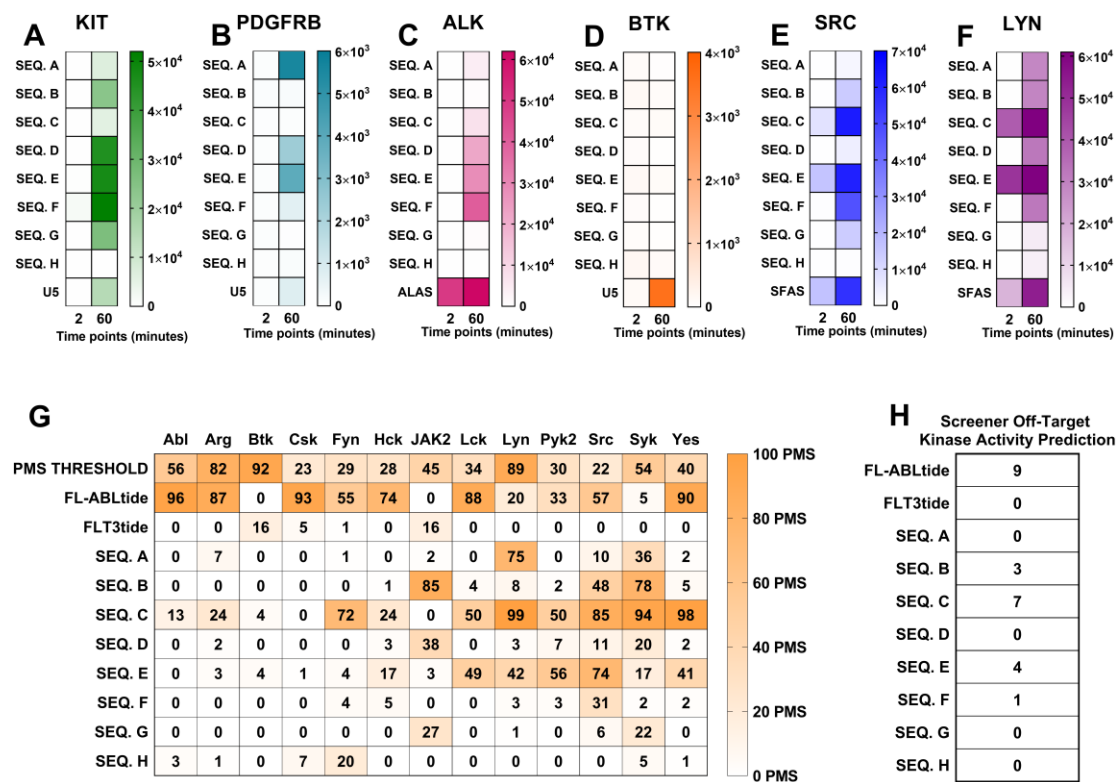 A KIT
SEQ. A
SEQ. B
SEQ. C
SEQ. D
SEQ. E
SEQ. F
SEQ. G
SEQ. H
U5
5×10⁴
4×10⁴
3×10⁴
2×10⁴
1×10⁴
0
2 60
Time points (minutes)
B PDGFRB
SEQ. A
SEQ. B
SEQ. C
SEQ. D
SEQ. E
SEQ. F
SEQ. G
SEQ. H
U5
6×10³
5×10³
4×10³
3×10³
2×10³
1×10³
0
2 60
Time points (minutes)
C ALK
SEQ. A
SEQ. B
SEQ. C
SEQ. D
SEQ. E
SEQ. F
SEQ. G
SEQ. H
ALAS
6×10⁴
5×10⁴
4×10⁴
3×10⁴
2×10⁴
1×10⁴
0
2 60
Time points (minutes)
D BTK
SEQ. A
SEQ. B
SEQ. C
SEQ. D
SEQ. E
SEQ. F
SEQ. G
SEQ. H
U5
4×10³
3×10³
2×10³
1×10³
0
2 60
Time points (minutes)
E SRC
SEQ. A
SEQ. B
SEQ. C
SEQ. D
SEQ. E
SEQ. F
SEQ. G
SEQ. H
SFAS
7×10⁴
6×10⁴
5×10⁴
4×10⁴
3×10⁴
2×10⁴
1×10⁴
0
2 60
Time points (minutes)
F LYN
SEQ. A
SEQ. B
SEQ. C
SEQ. D
SEQ. E
SEQ. F
SEQ. G
SEQ. H
SFAS
6×10⁴
5×10⁴
4×10⁴
3×10⁴
2×10⁴
1×10⁴
0
2 60
Time points (minutes)
G
Abl Arg Btk Csk Fyn Hck JAK2 Lck Lyn Pyk2 Src Syk Yes
PMS THRESHOLD 56 82 92 23 29 28 45 34 89 30 22 54 40
FL-ABLtide 96 87 0 93 55 74 0 88 20 33 57 5 90
FLT3tide 0 0 16 5 1 0 16 0 0 0 0 0 0
SEQ. A 0 7 0 0 1 0 2 0 75 0 10 36 2
SEQ. B 0 0 0 0 0 1 85 4 8 2 48 78 5
SEQ. C 13 24 4 0 72 24 0 50 99 50 85 94 98
SEQ. D 0 2 0 0 0 3 38 0 3 7 11 20 2
SEQ. E 0 3 4 1 4 17 3 49 42 56 74 17 41
SEQ. F 0 0 0 0 4 5 0 0 3 3 31 2 2
SEQ. G 0 0 0 0 0 0 27 0 1 0 6 22 0
SEQ. H 3 1 0 7 20 0 0 0 0 0 0 5 1
100 PMS
80 PMS
60 PMS
40 PMS
20 PMS
0 PMS
H
Screener Off-Target
Kinase Activity Prediction
FL-ABLtide 9
FLT3tide 0
SEQ. A 0
SEQ. B 3
SEQ. C 7
SEQ. D 0
SEQ. E 4
SEQ. F 1
SEQ. G 0
SEQ. H 0